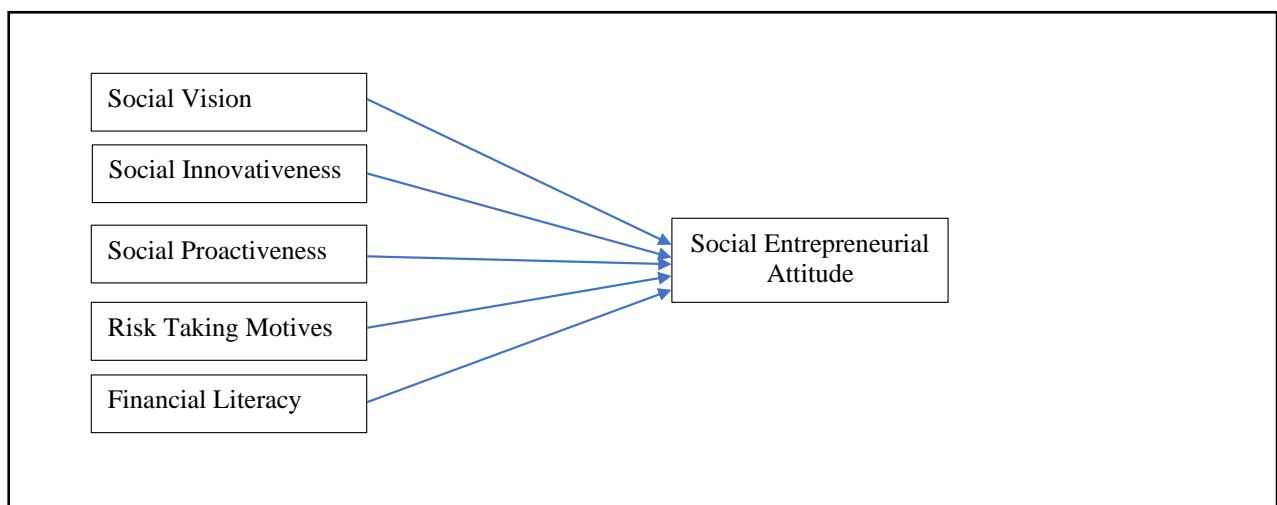 Social Vision
Social Innovativeness
Social Proactiveness
Risk Taking Motives
Financial Literacy
Social Entrepreneurial
Attitude